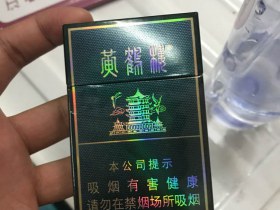 黃鶴樓
本公司提示
吸烟有害健康
请勿在禁烟场所吸烟